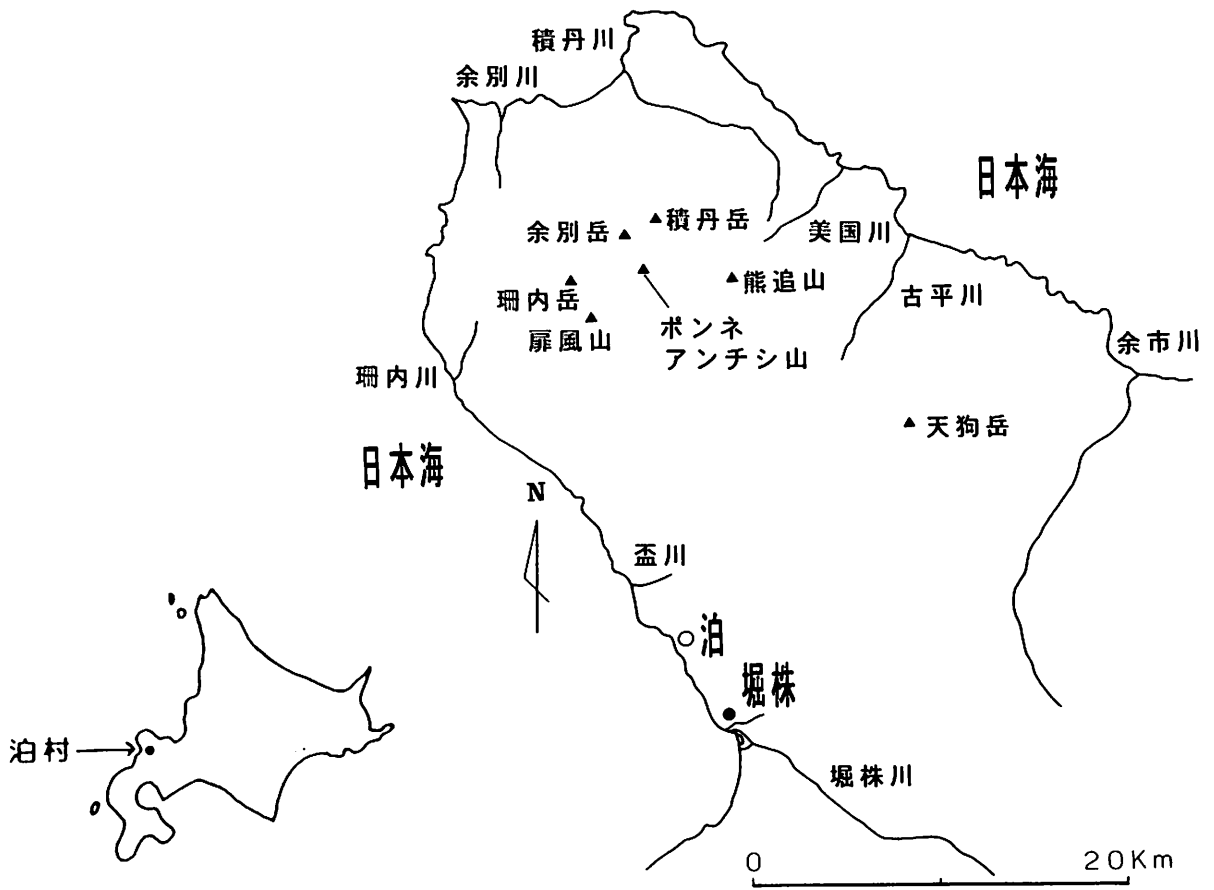 積丹川
余別川
日本海
積丹岳
余別岳
美国川
熊追山
珊内岳
古平川
扉風山
ポンネ
アンチシ山
余市川
珊内川
天狗岳
日本海
N
盃川
泊
堀株
泊村
堀株川
0
20Km